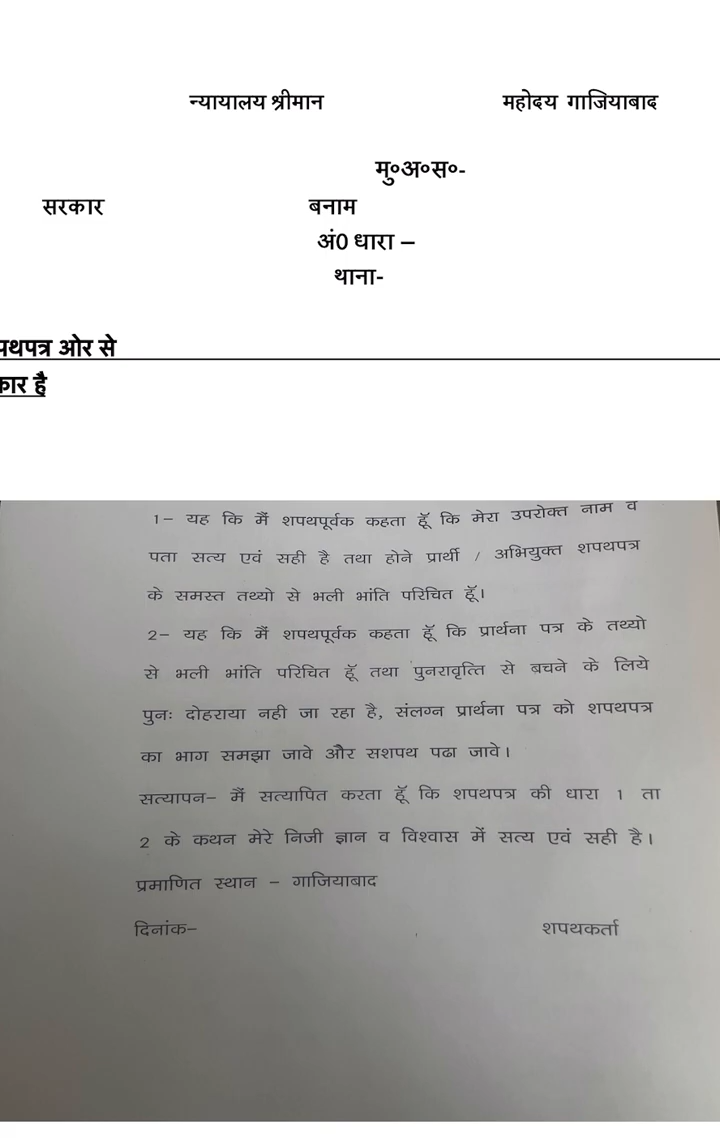 न्यायालय श्रीमान महोदय गाजियाबाद
मु०अ०स०-
सरकार बनाम
अं0 धारा –
थाना-
पथपत्र ओर से
कार है
1– यह कि मैं शपथपूर्वक कहता हूँ कि मेरा उपरोक्त नाम व
पता सत्य एवं सही है तथा होने प्रार्थी / अभियुक्त शपथपत्र
के समस्त तथ्यो से भली भांति परिचित हूँ।
2– यह कि मैं शपथपूर्वक कहता हूँ कि प्रार्थना पत्र के तथ्यो
से भली भांति परिचित हूँ तथा पुनरावृत्ति से बचने के लिये
पुनः दोहराया नही जा रहा है, संलग्न प्रार्थना पत्र को शपथपत्र
का भाग समझा जावे और सशपथ पढा जावे।
सत्यापन– मैं सत्यापित करता हूँ कि शपथपत्र की धारा 1 ता
2 के कथन मेरे निजी ज्ञान व विश्वास में सत्य एवं सही है।
प्रमाणित स्थान – गाजियाबाद
दिनांक– शपथकर्ता